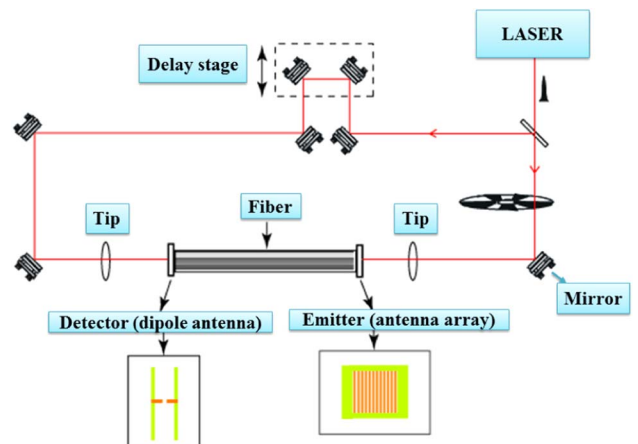 LASER
Delay stage
Tip
Fiber
Tip
Mirror
Detector (dipole antenna)
Emitter (antenna array)